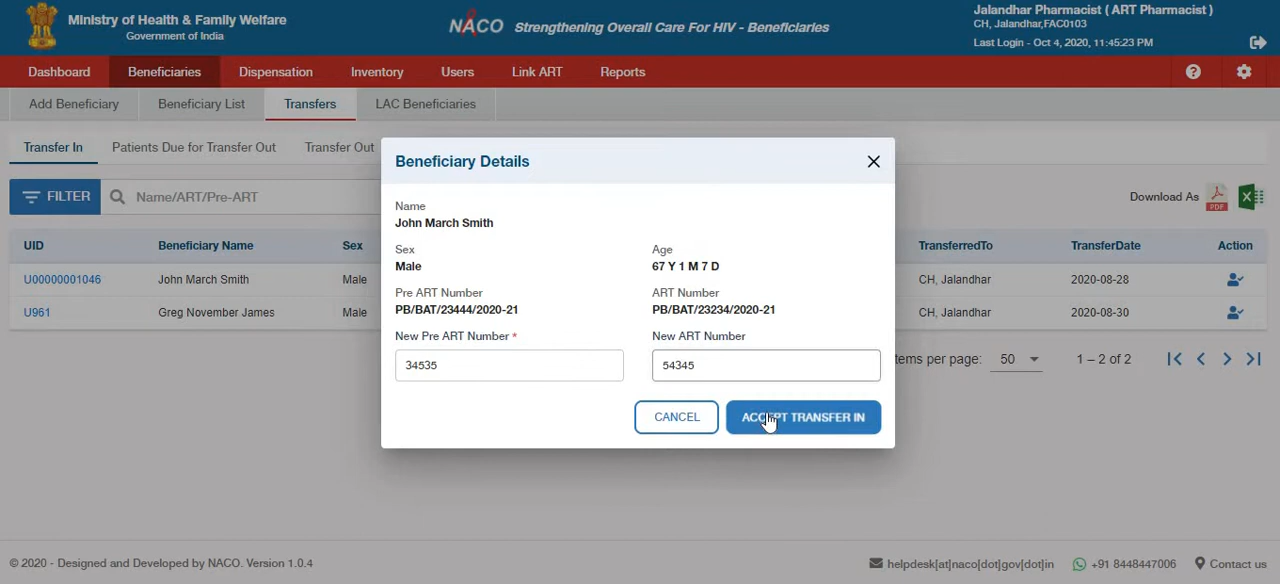 Ministry of Health & Family Welfare
Government of India
NACO Strengthening Overall Care For HIV - Beneficiaries
Jalandhar Pharmacist ( ART Pharmacist )
CH, Jalandhar,FAC0103
Last Login - Oct 4, 2020, 11:45:23 PM
Dashboard Beneficiaries Dispensation Inventory Users Link ART Reports
Add Beneficiary Beneficiary List Transfers LAC Beneficiaries
Transfer In Patients Due for Transfer Out Transfer Out
FILTER Name/ART/Pre-ART Download As PDF
UID Beneficiary Name Sex TransferredTo TransferDate Action
U00000001046 John March Smith Male CH, Jalandhar 2020-08-28
U961 Greg November James Male CH, Jalandhar 2020-08-30
tems per page: 50 1 – 2 of 2
Beneficiary Details
Name
John March Smith
Sex Age
Male 67 Y 1 M 7 D
Pre ART Number ART Number
PB/BAT/23444/2020-21 PB/BAT/23234/2020-21
New Pre ART Number * New ART Number
34535 54345
CANCEL ACCEPT TRANSFER IN
© 2020 - Designed and Developed by NACO. Version 1.0.4 helpdesk[at]naco[dot]gov[dot]in +91 8448447006 Contact us